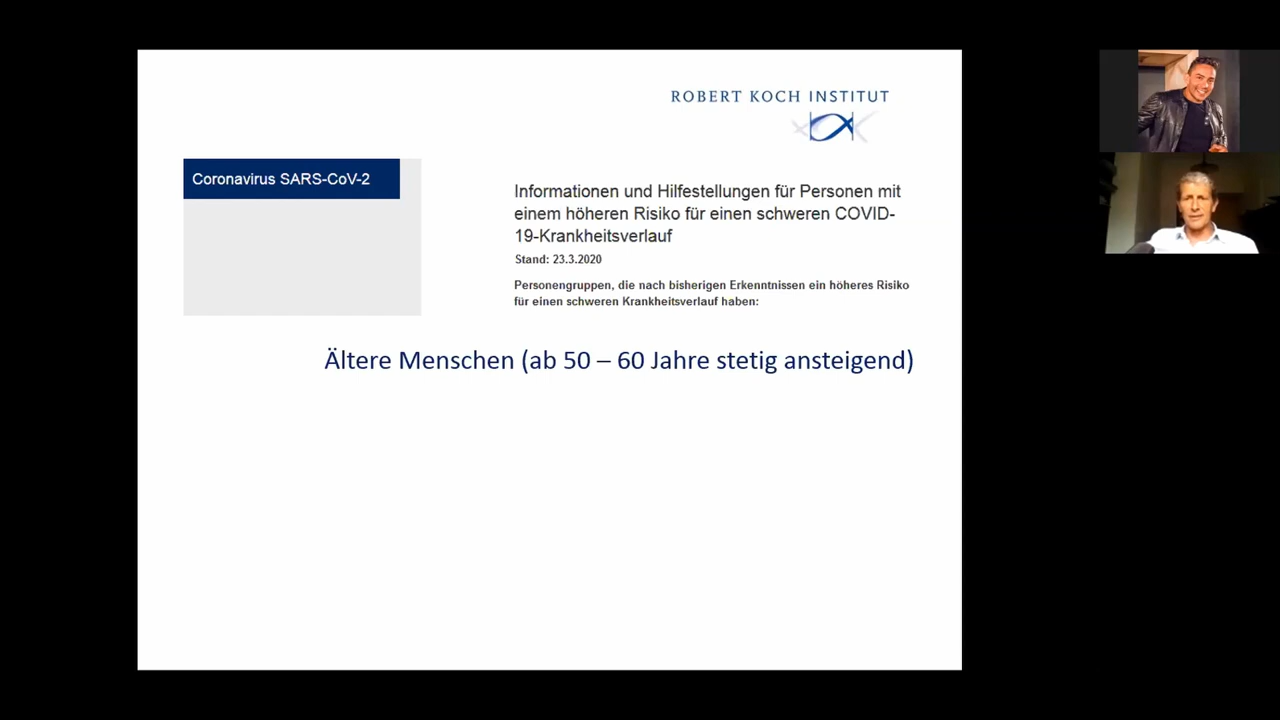 ROBERT KOCH INSTITUT
Coronavirus SARS-CoV-2
Informationen und Hilfestellungen für Personen mit
einem höheren Risiko für einen schweren COVID-
19-Krankheitsverlauf
Stand: 23.3.2020
Personengruppen, die nach bisherigen Erkenntnissen ein höheres Risiko
für einen schweren Krankheitsverlauf haben:
Ältere Menschen (ab 50 – 60 Jahre stetig ansteigend)